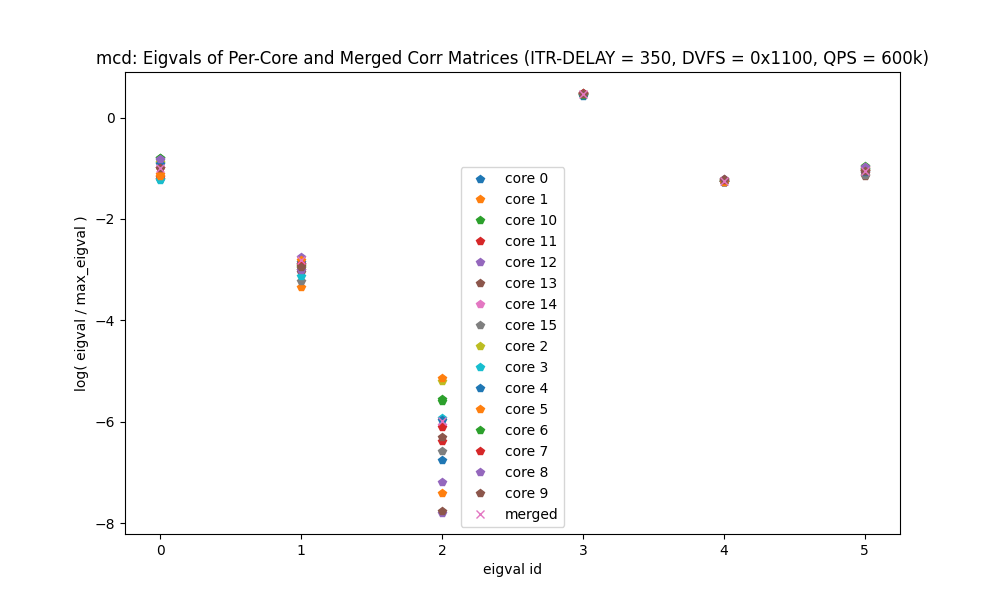 mcd: Eigvals of Per-Core and Merged Corr Matrices (ITR-DELAY = 350, DVFS = 0x1100, QPS = 600k)
log( eigval / max_eigval )
0
−2
−4
−6
−8
core 0
core 1
core 10
core 11
core 12
core 13
core 14
core 15
core 2
core 3
core 4
core 5
core 6
core 7
core 8
core 9
merged
0 1 2 3 4 5
eigval id